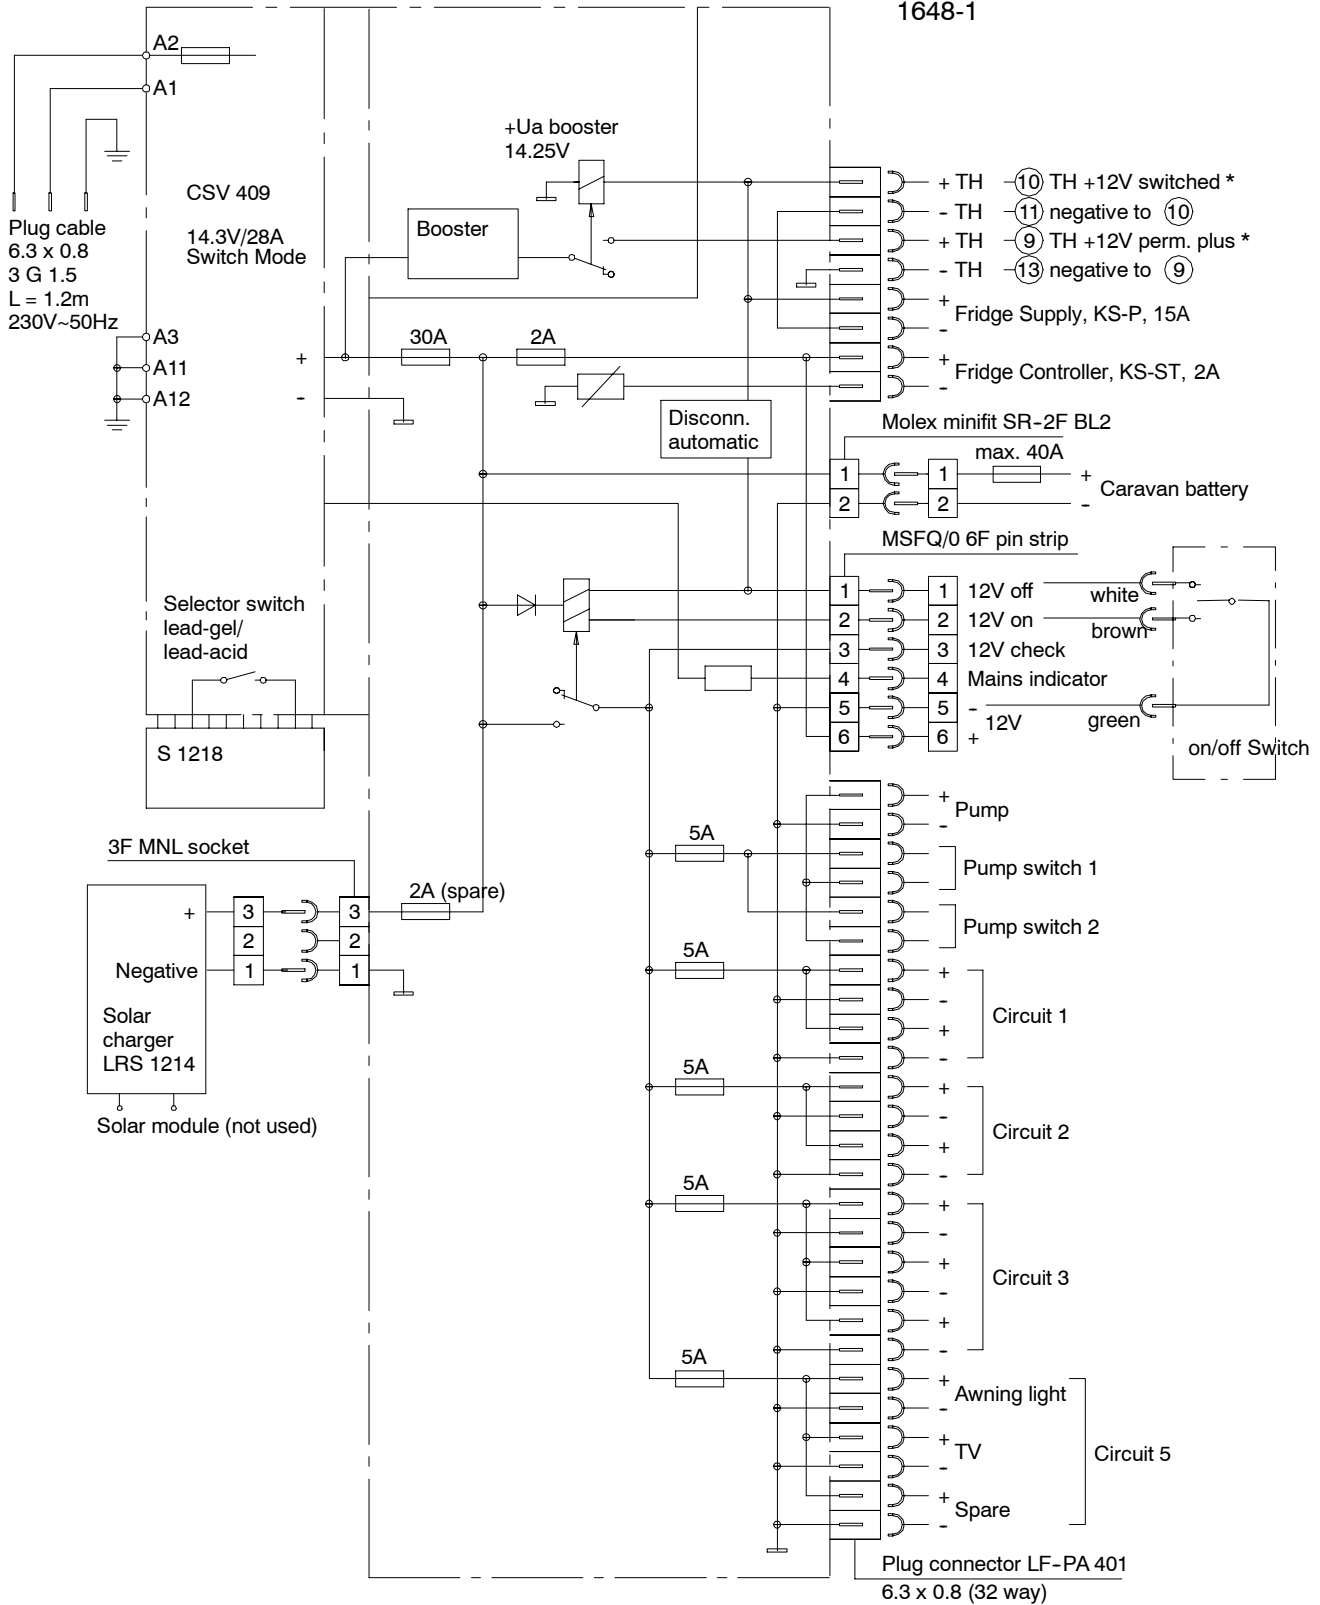 1648-1
A2
A1
+Ua booster
14.25V
CSV 409
14.3V/28A
Switch Mode
Booster
Plug cable
6.3 x 0.8
3 G 1.5
L = 1.2m
230V~50Hz
A3
A11
A12
+
-
30A
2A
+ TH 10 TH +12V switched *
- TH 11 negative to 10
+ TH 9 TH +12V perm. plus *
- TH 13 negative to 9
+
Fridge Supply, KS-P, 15A
-
+
Fridge Controller, KS-ST, 2A
-
Disconn.
automatic
Molex minifit SR-2F BL2
max. 40A
1 1 +
Caravan battery
2 2 -
MSFQ/0 6F pin strip
1 1 12V off white
2 2 12V on brown
3 3 12V check
4 4 Mains indicator
5 5 - green
12V
6 6 +
on/off Switch
Selector switch
lead-gel/
lead-acid
S 1218
3F MNL socket
2A (spare)
+ 3 3
2 2
Negative 1 1
Solar
charger
LRS 1214
Solar module (not used)
+
Pump
-
5A
Pump switch 1
Pump switch 2
5A
+
-
Circuit 1
+
-
5A
+
-
Circuit 2
+
-
5A
+
-
+
Circuit 3
-
+
-
5A
+
Awning light
-
+
TV
-
Circuit 5
+
Spare
-
Plug connector LF-PA 401
6.3 x 0.8 (32 way)